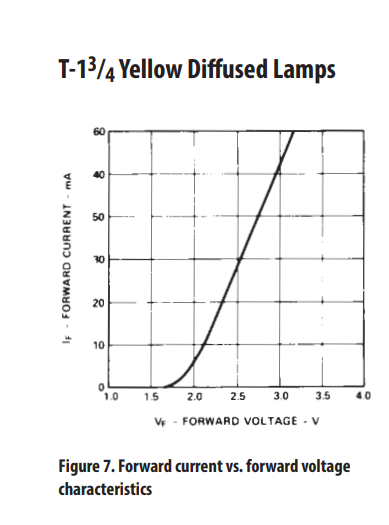 T-1 3/4 Yellow Diffused Lamps
60
40
50
30
20
10
0
IF - FORWARD CURRENT - mA
1.0 1.5 2.0 2.5 3.0 3.5 4.0
VF - FORWARD VOLTAGE - V
Figure 7. Forward current vs. forward voltage
characteristics